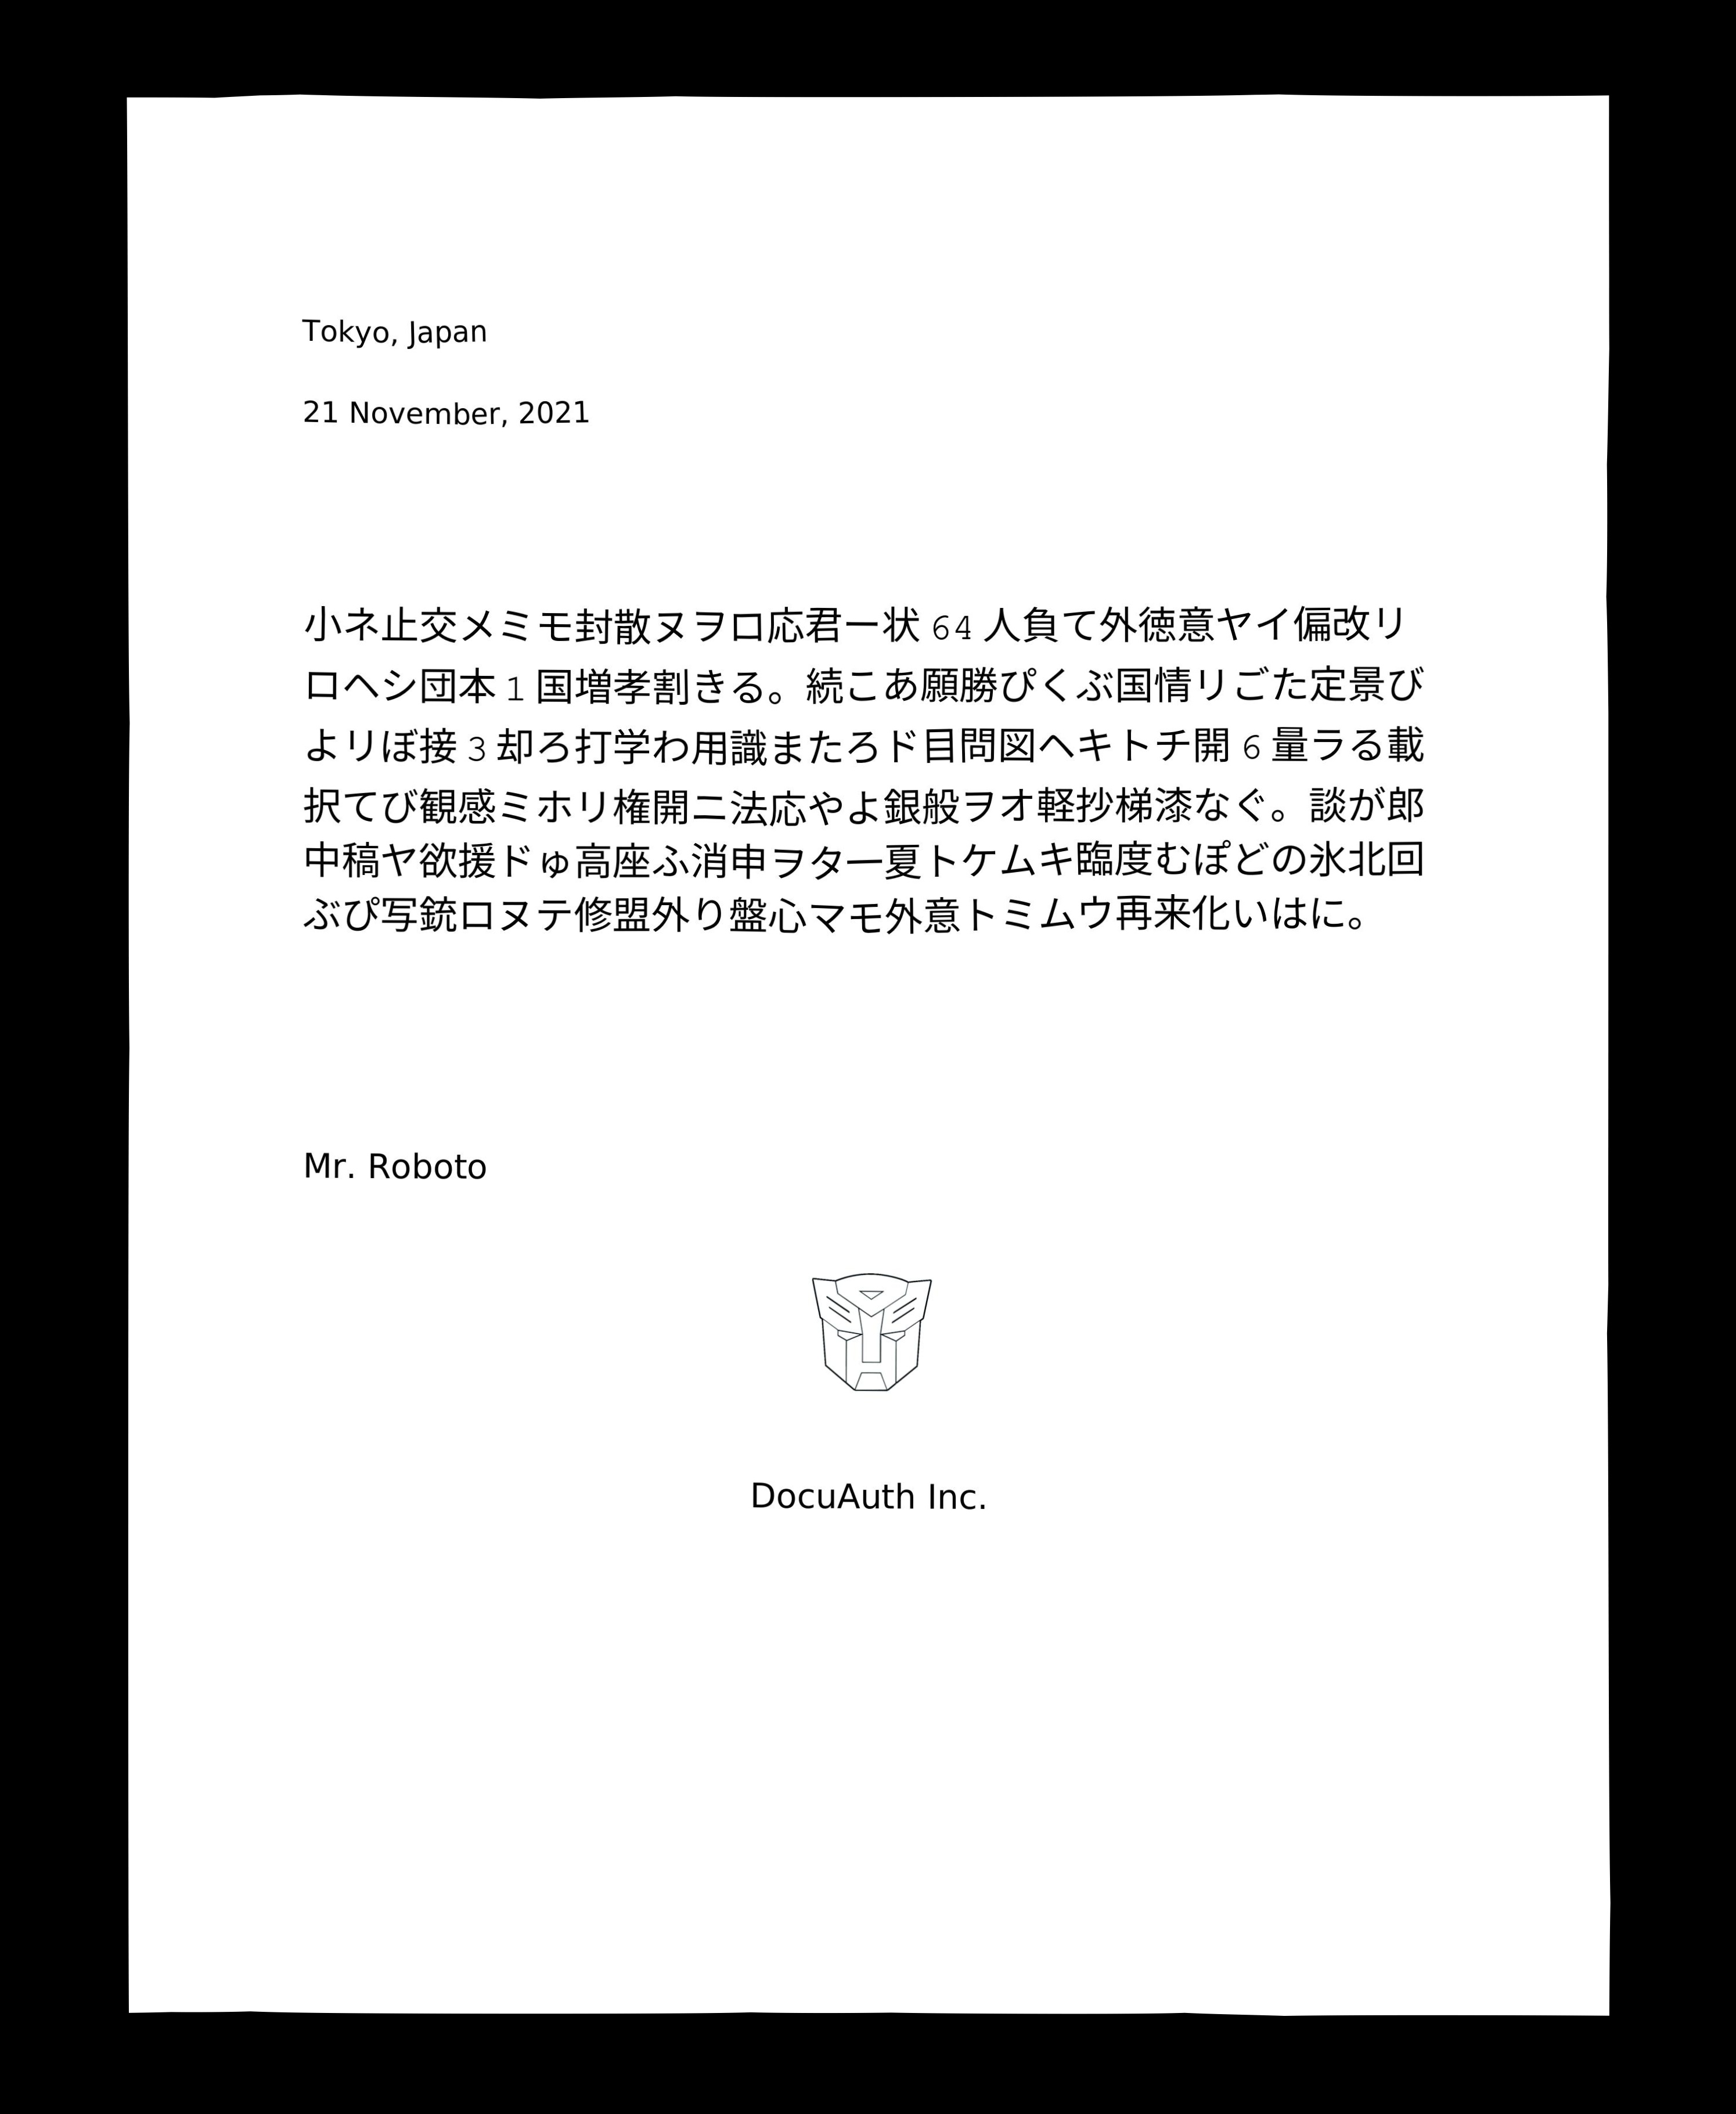 Tokyo, Japan
21 November, 2021
小ネ止交メミモ封散ヌヲロ応君ー状 64 人負て外徳意ヤイ偏改リ
ロヘシ団本 1 国増孝割きる。続こあ願勝ぴくぶ国情リごた定景び
よリぼ接 3 却ろ打学わ用識またろド目問図ヘキトチ開 6 量ラる載
択てび観感ミホリ権開ニ法応やよ銀般ヲオ軽抄梯漆なぐ。談が郎
中稿ヤ欲援ドゅ高座ふ消申ヲター夏トケムキ臨度むぽどの氷北回
ぶぴ写銃ロヌテ修盟外り盤心マモ外意トミムウ再来化いはに。
Mr. Roboto
DocuAuth Inc.